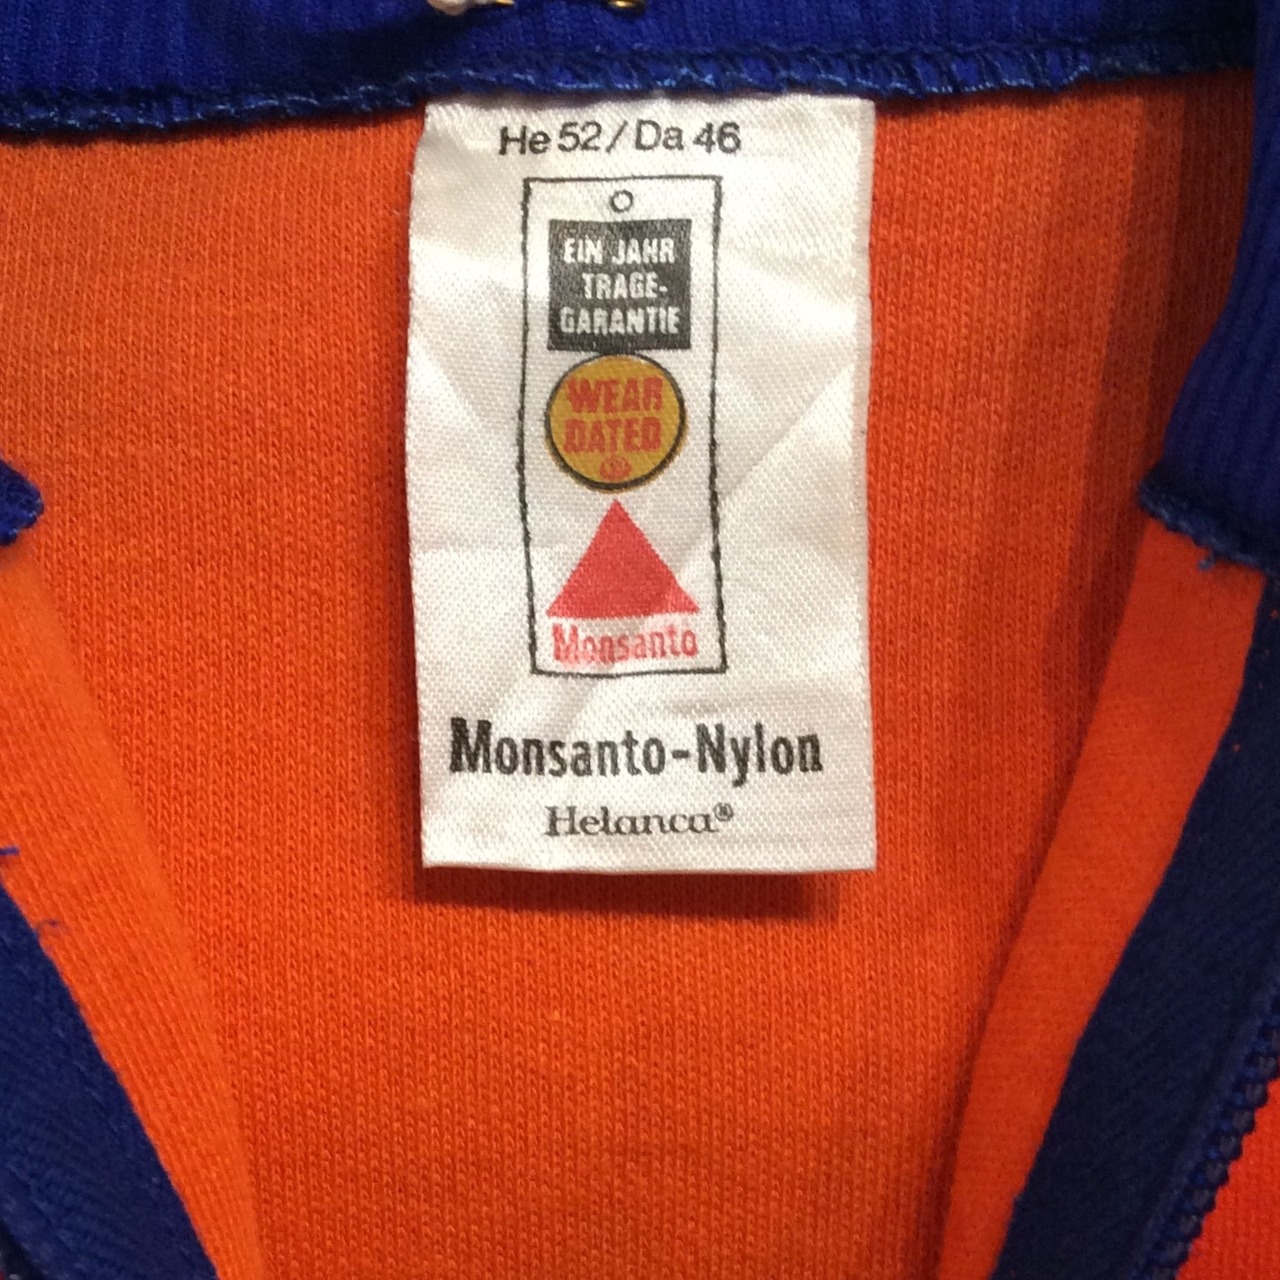 He 52 / Da 46
EIN JAHR
TRAGE-
GARANTIE
WEAR
DATED
®
Monsanto
Monsanto-Nylon
Helanca®